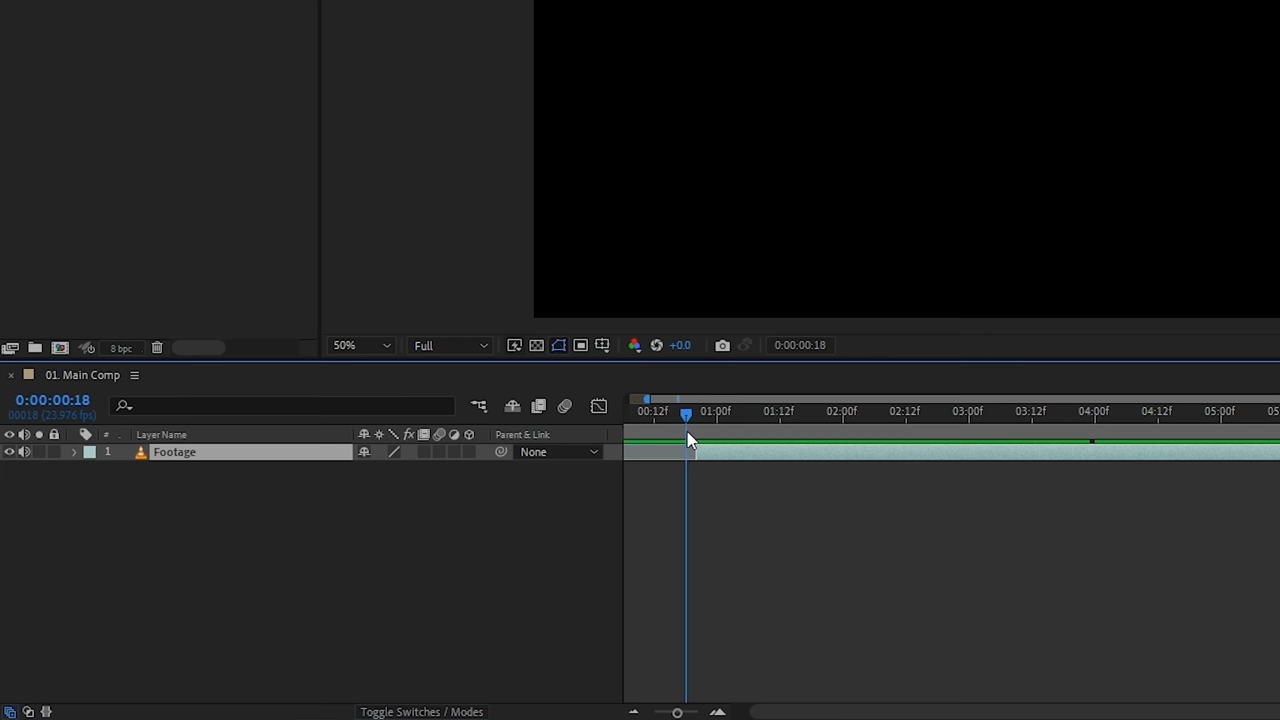 8 bpc
50%
Full
+0.0
0:00:00:18
× 01. Main Comp
0:00:00:18
00018 (23.976 fps)
00:12f 01:00f 01:12f 02:00f 02:12f 03:00f 03:12f 04:00f 04:12f 05:00f 05
# . Layer Name fx Parent & Link
1 Footage None
Toggle Switches / Modes